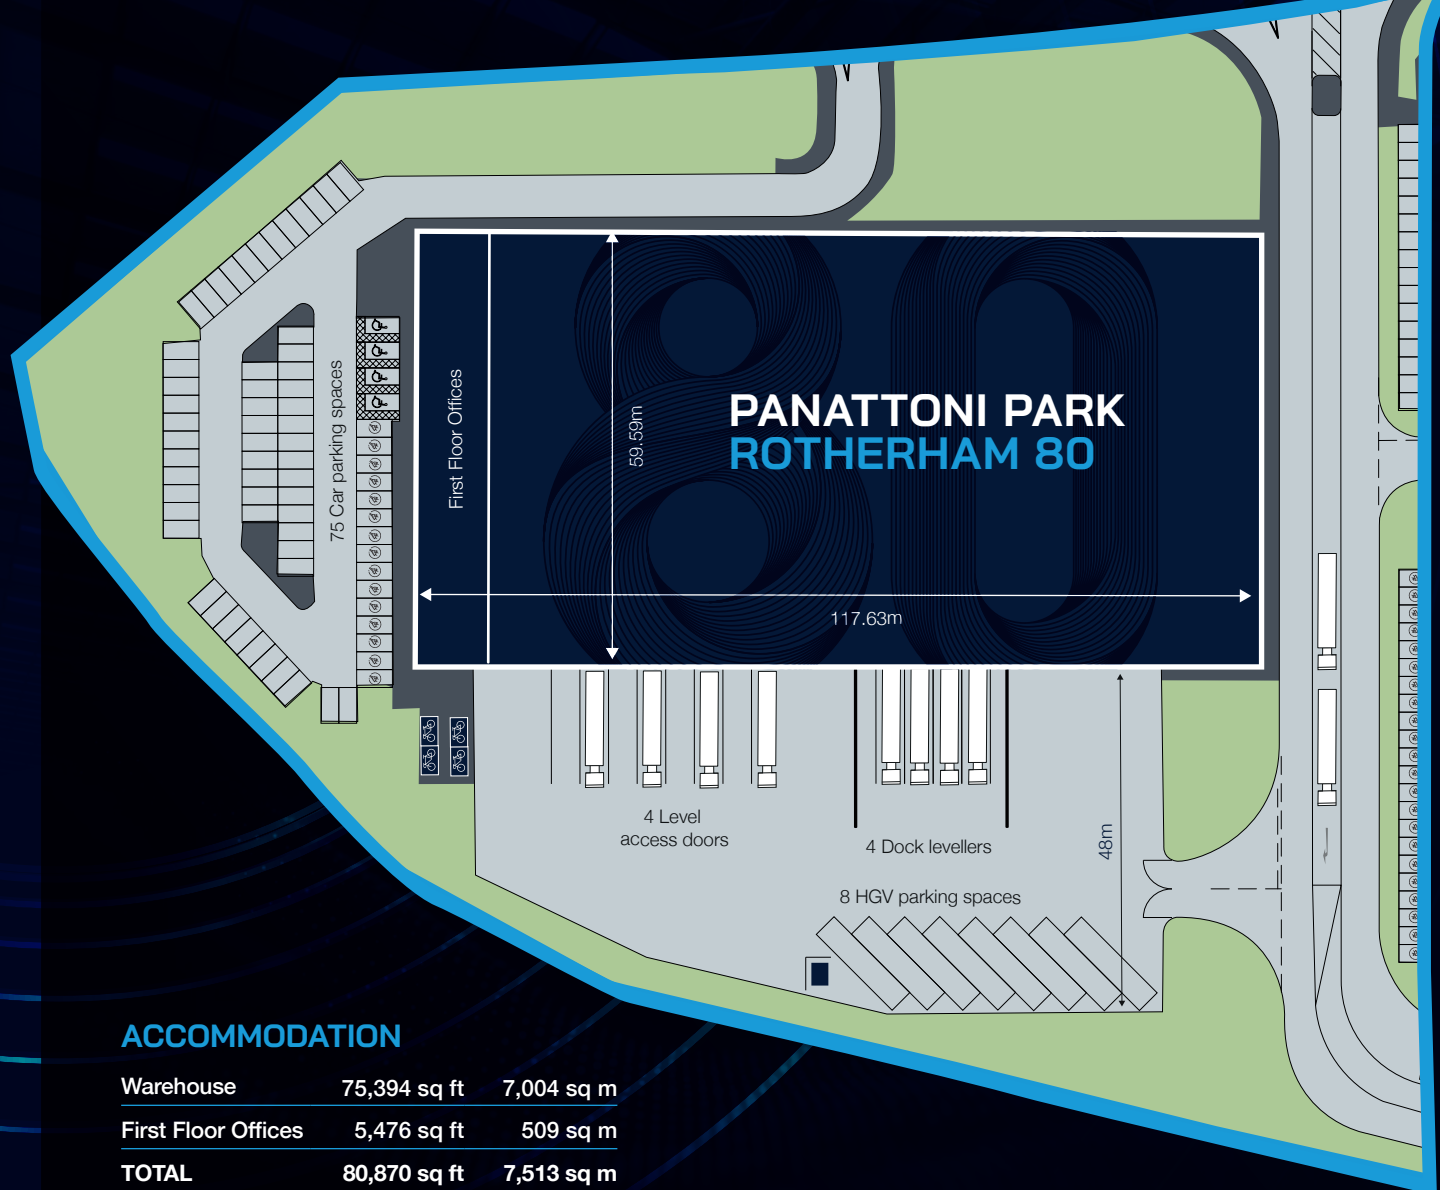 PANATTONI PARK
ROTHERHAM 80
First Floor Offices
59.59m
117.63m
75 Car parking spaces
4 Level
access doors
4 Dock levellers
48m
8 HGV parking spaces
ACCOMMODATION
Warehouse 75,394 sq ft 7,004 sq m
First Floor Offices 5,476 sq ft 509 sq m
TOTAL 80,870 sq ft 7,513 sq m